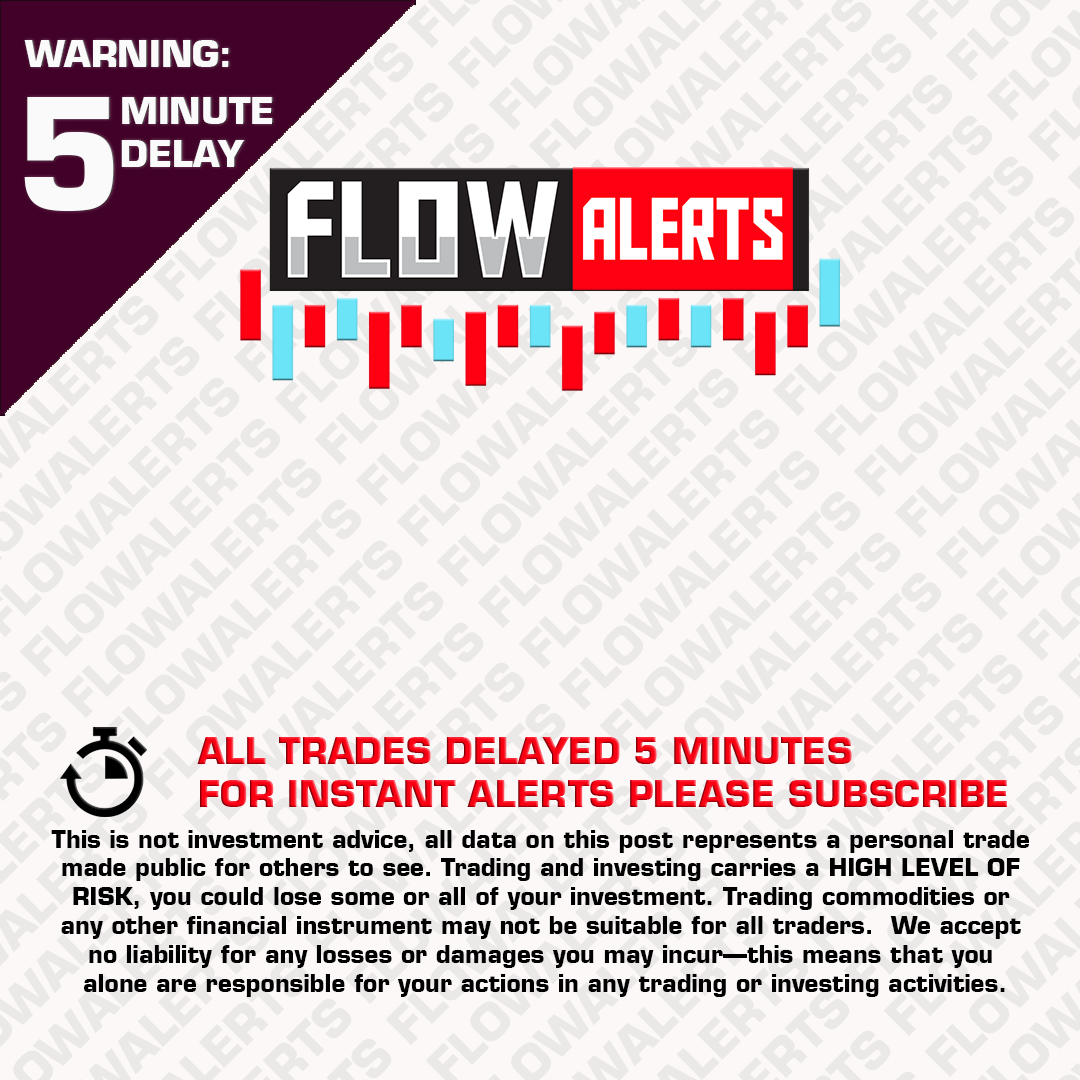 WARNING:
5 MINUTE
DELAY
FLOW ALERTS
ALL TRADES DELAYED 5 MINUTES
FOR INSTANT ALERTS PLEASE SUBSCRIBE
This is not investment advice, all data on this post represents a personal trade
made public for others to see. Trading and investing carries a HIGH LEVEL OF
RISK, you could lose some or all of your investment. Trading commodities or
any other financial instrument may not be suitable for all traders.  We accept
no liability for any losses or damages you may incur—this means that you
alone are responsible for your actions in any trading or investing activities.